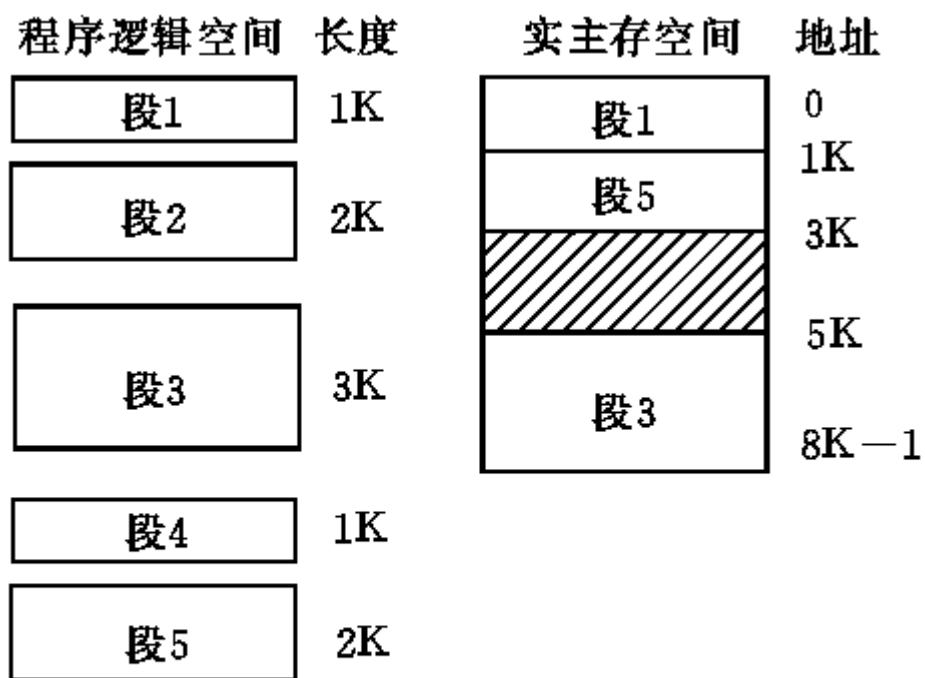 程序逻辑空间 长度 实主存空间 地址
段1 1K 段1 0
1K
段2 2K 段5 3K
5K
段3 3K 段3 8K－1
段4 1K
段5 2K